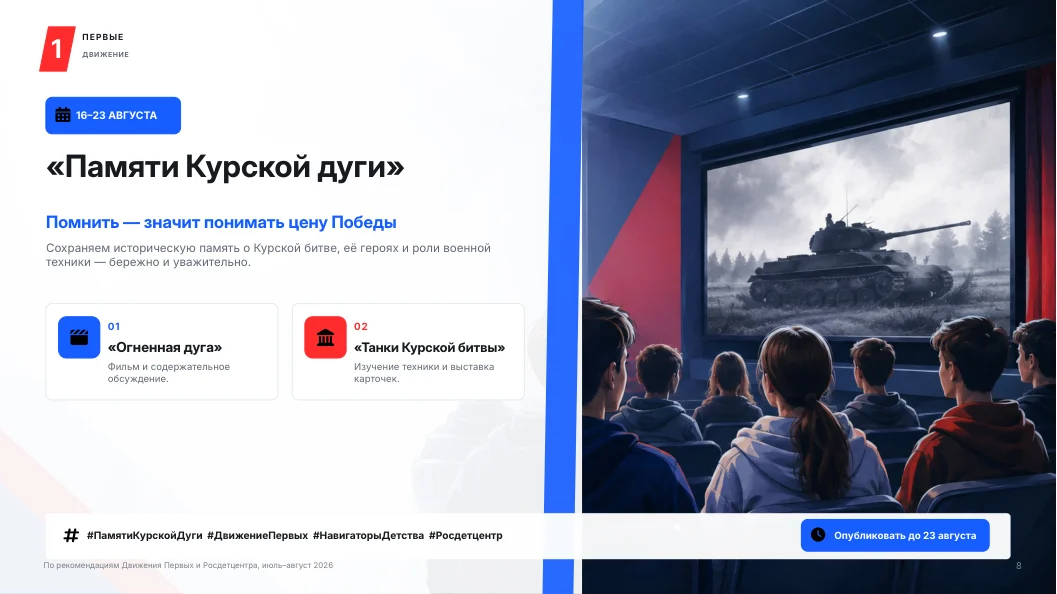 1
ПЕРВЫЕ
ДВИЖЕНИЕ
16–23 АВГУСТА
«Памяти Курской дуги»
Помнить — значит понимать цену Победы
Сохраняем историческую память о Курской битве, её героях и роли военной
техники — бережно и уважительно.
01
«Огненная дуга»
Фильм и содержательное
обсуждение.
02
«Танки Курской битвы»
Изучение техники и выставка
карточек.
#ПамятиКурскойДуги #ДвижениеПервых #НавигаторыДетства #Росдетцентр
Опубликовать до 23 августа
По рекомендациям Движения Первых и Росдетцентра, июль–август 2026
8